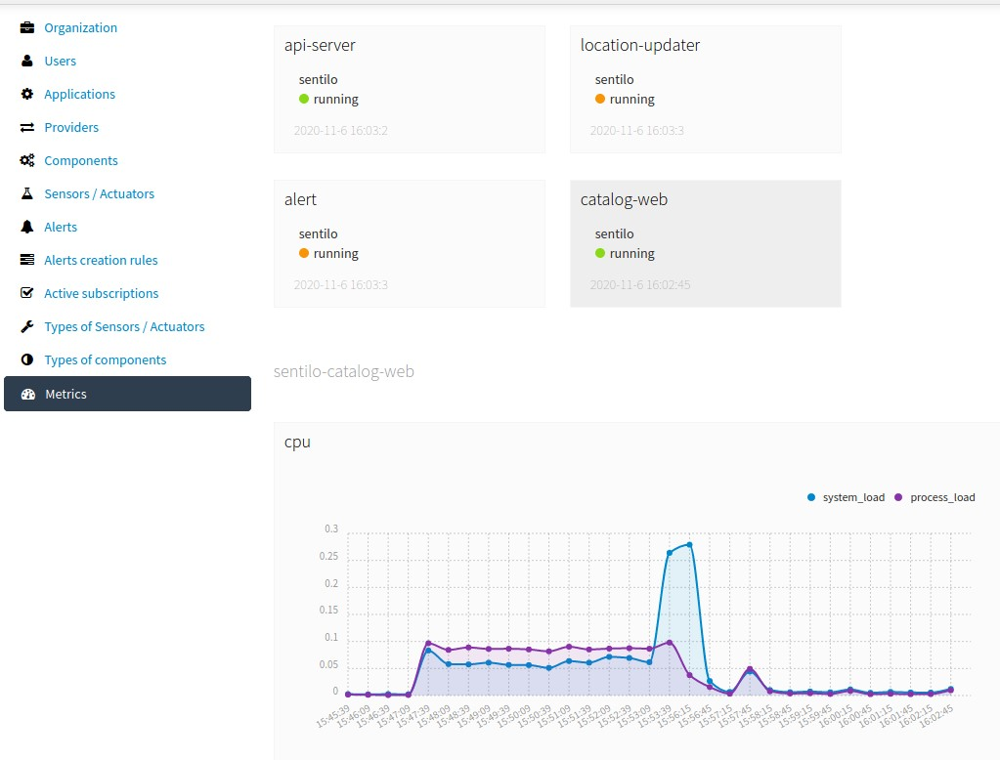 Organization
Users
Applications
Providers
Components
Sensors / Actuators
Alerts
Alerts creation rules
Active subscriptions
Types of Sensors / Actuators
Types of components
Metrics
api-server
sentilo
running
2020-11-6 16:03:2
location-updater
sentilo
running
2020-11-6 16:03:3
alert
sentilo
running
2020-11-6 16:03:3
catalog-web
sentilo
running
2020-11-6 16:02:45
sentilo-catalog-web
cpu
system_load process_load
0.3
0.25
0.2
0.15
0.1
0.05
0
15:45:39 15:46:09 15:46:39 15:47:09 15:47:39 15:48:09 15:48:39 15:49:09 15:49:39 15:50:09 15:50:39 15:51:09 15:51:39 15:52:09 15:52:39 15:53:09 15:53:39 15:56:15 15:56:45 15:57:15 15:57:45 15:58:15 15:58:45 15:59:15 15:59:45 16:00:15 16:00:45 16:01:15 16:01:45 16:02:15 16:02:45